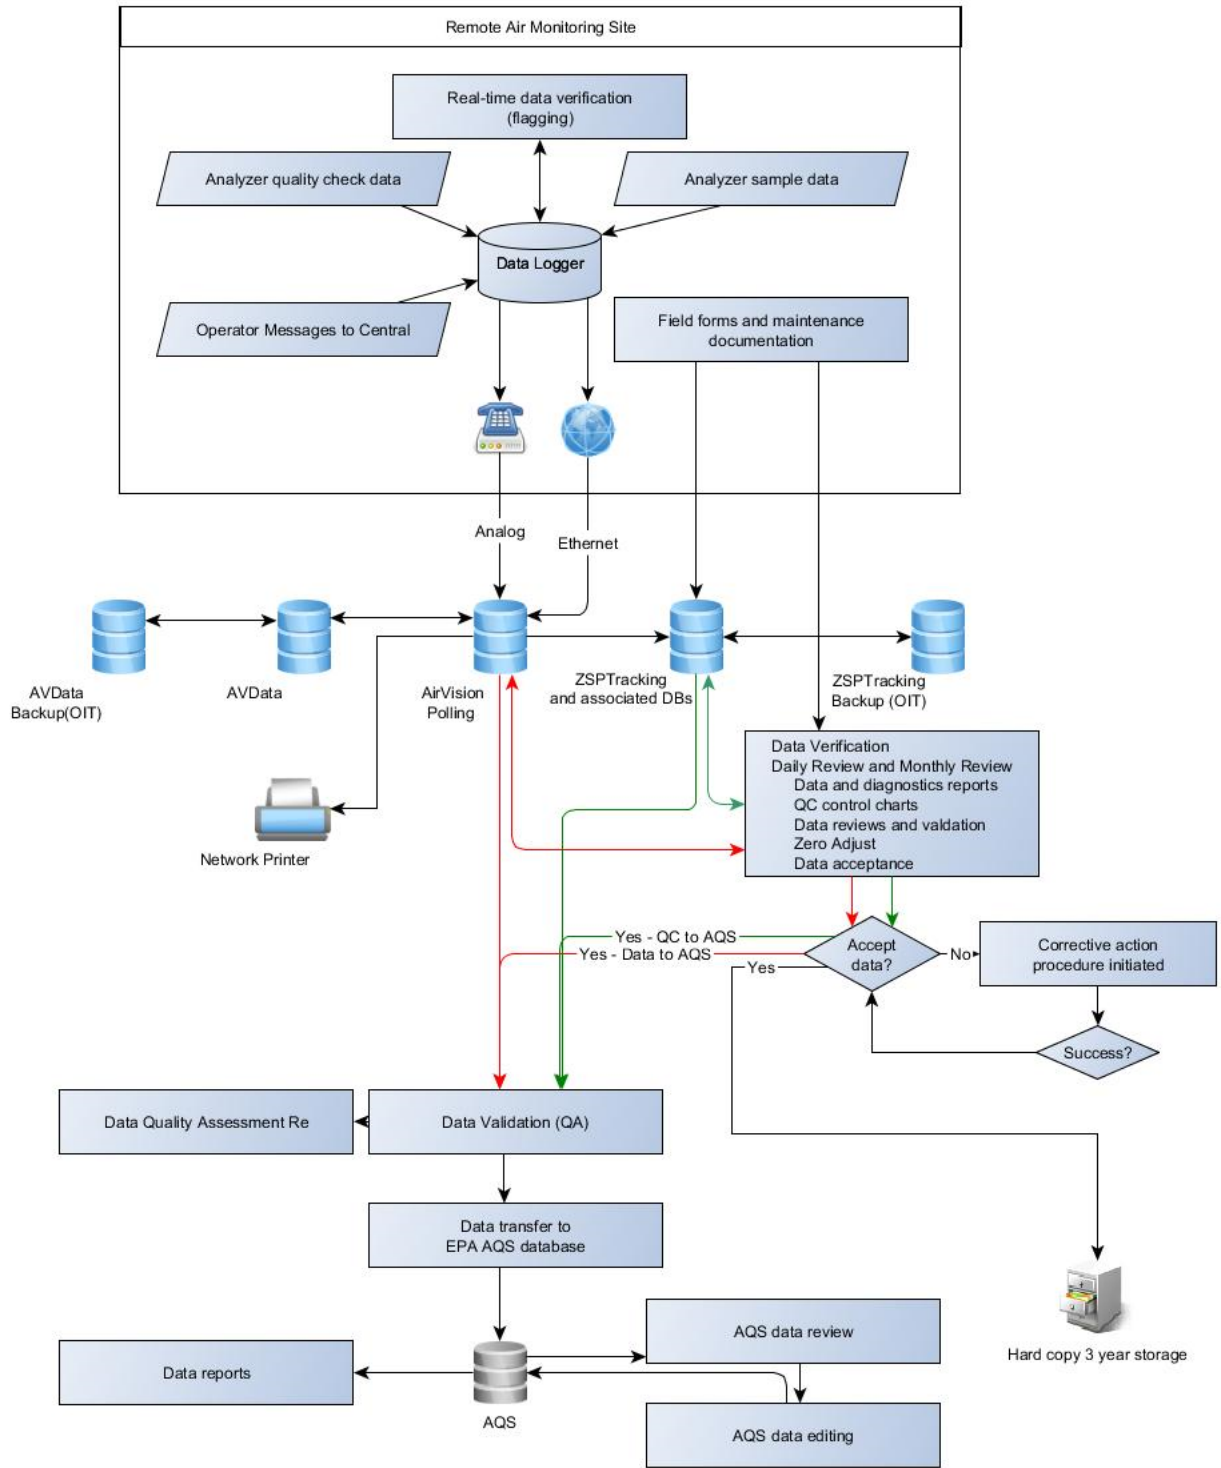 Remote Air Monitoring Site
Real-time data verification
(flagging)
Analyzer quality check data
Analyzer sample data
Data Logger
Operator Messages to Central
Field forms and maintenance
documentation
Analog
Ethernet
AVData
Backup(OIT)
AVData
AirVision
Polling
ZSPTracking
and associated DBs
ZSPTracking
Backup (OIT)
Network Printer
Data Verification
Daily Review and Monthly Review
Data and diagnostics reports
QC control charts
Data reviews and valdation
Zero Adjust
Data acceptance
Yes - QC to AQS
Yes - Data to AQS
Yes
Accept
data?
No
Corrective action
procedure initiated
Success?
Data Quality Assessment Re
Data Validation (QA)
Data transfer to
EPA AQS database
Hard copy 3 year storage
AQS data review
Data reports
AQS
AQS data editing